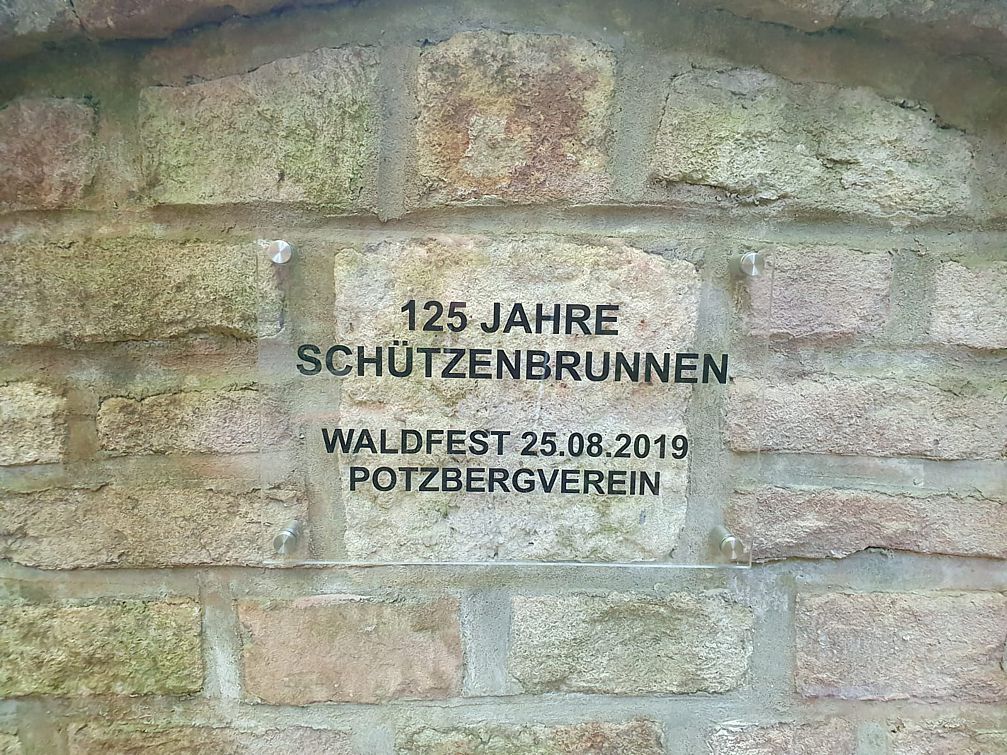 125 JAHRE
SCHÜTZENBRUNNEN
WALDFEST 25.08.2019
POTZBERGVEREIN